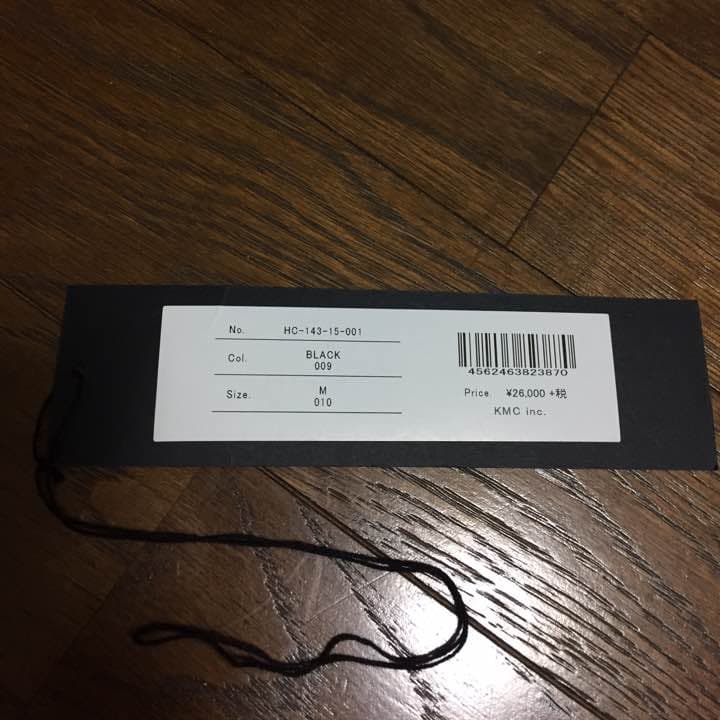 No. HC-143-15-001
Col. BLACK
009
Size. M
010
4562463823870
Price. ¥26,000 +税
KMC inc.